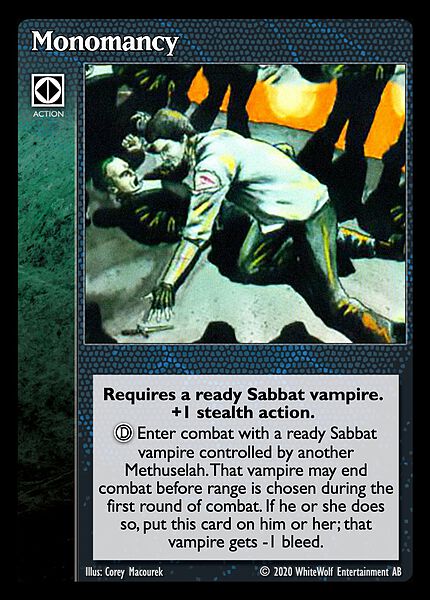 Monomancy
ACTION
Requires a ready Sabbat vampire.
+1 stealth action.
Ⓓ Enter combat with a ready Sabbat
vampire controlled by another
Methuselah. That vampire may end
combat before range is chosen during the
first round of combat. If he or she does
so, put this card on him or her; that
vampire gets -1 bleed.
Illus: Corey Macourek © 2020 WhiteWolf Entertainment AB